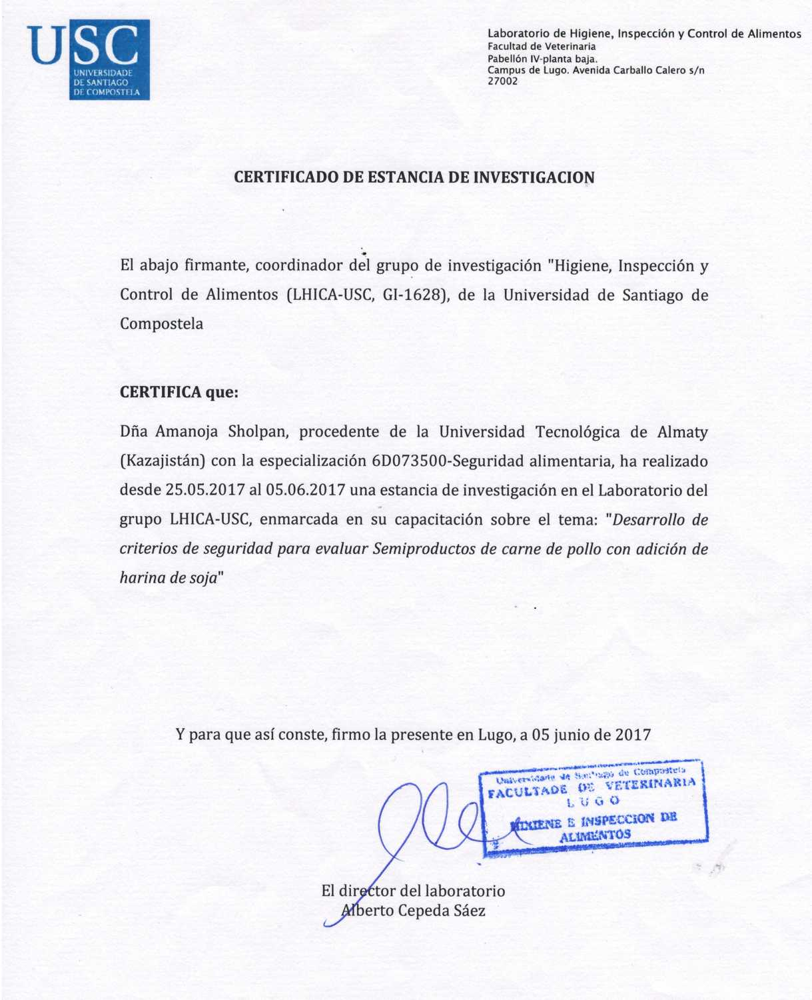 USC
UNIVERSIDADE
DE SANTIAGO
DE COMPOSTELA
Laboratorio de Higiene, Inspección y Control de Alimentos
Facultad de Veterinaria
Pabellón IV-planta baja.
Campus de Lugo. Avenida Carballo Calero s/n
27002
CERTIFICADO DE ESTANCIA DE INVESTIGACION
El abajo firmante, coordinador del grupo de investigación "Higiene, Inspección y
Control de Alimentos (LHICA-USC, GI-1628), de la Universidad de Santiago de
Compostela
CERTIFICA que:
Dña Amanoja Sholpan, procedente de la Universidad Tecnológica de Almaty
(Kazajistán) con la especialización 6D073500-Seguridad alimentaria, ha realizado
desde 25.05.2017 al 05.06.2017 una estancia de investigación en el Laboratorio del
grupo LHICA-USC, enmarcada en su capacitación sobre el tema: "Desarrollo de
criterios de seguridad para evaluar Semiproductos de carne de pollo con adición de
harina de soja"
Y para que así conste, firmo la presente en Lugo, a 05 junio de 2017
Universidade de Santiago de Compostela
FACULTADE DE VETERINARIA
LUGO
HIXIENE E INSPECCION DE
ALIMENTOS
El director del laboratorio
Alberto Cepeda Sáez